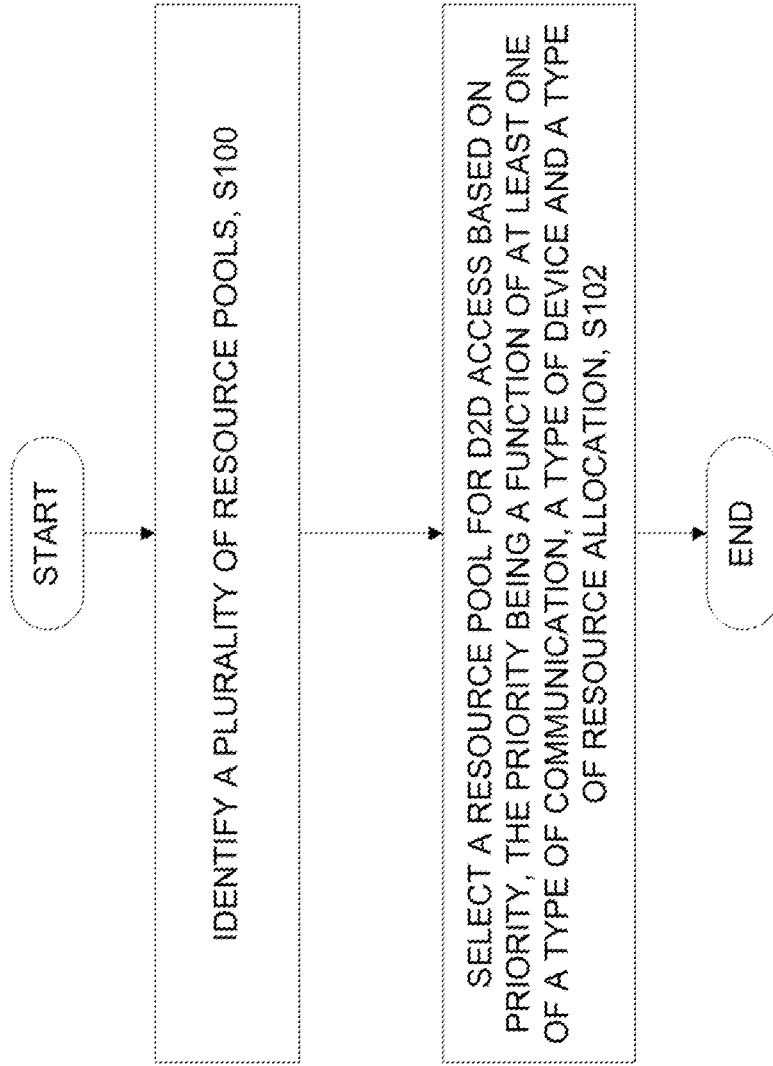 START
IDENTIFY A PLURALITY OF RESOURCE POOLS, S100
SELECT A RESOURCE POOL FOR D2D ACCESS BASED ON
PRIORITY, THE PRIORITY BEING A FUNCTION OF AT LEAST ONE
OF A TYPE OF COMMUNICATION, A TYPE OF DEVICE AND A TYPE
OF RESOURCE ALLOCATION, S102
END